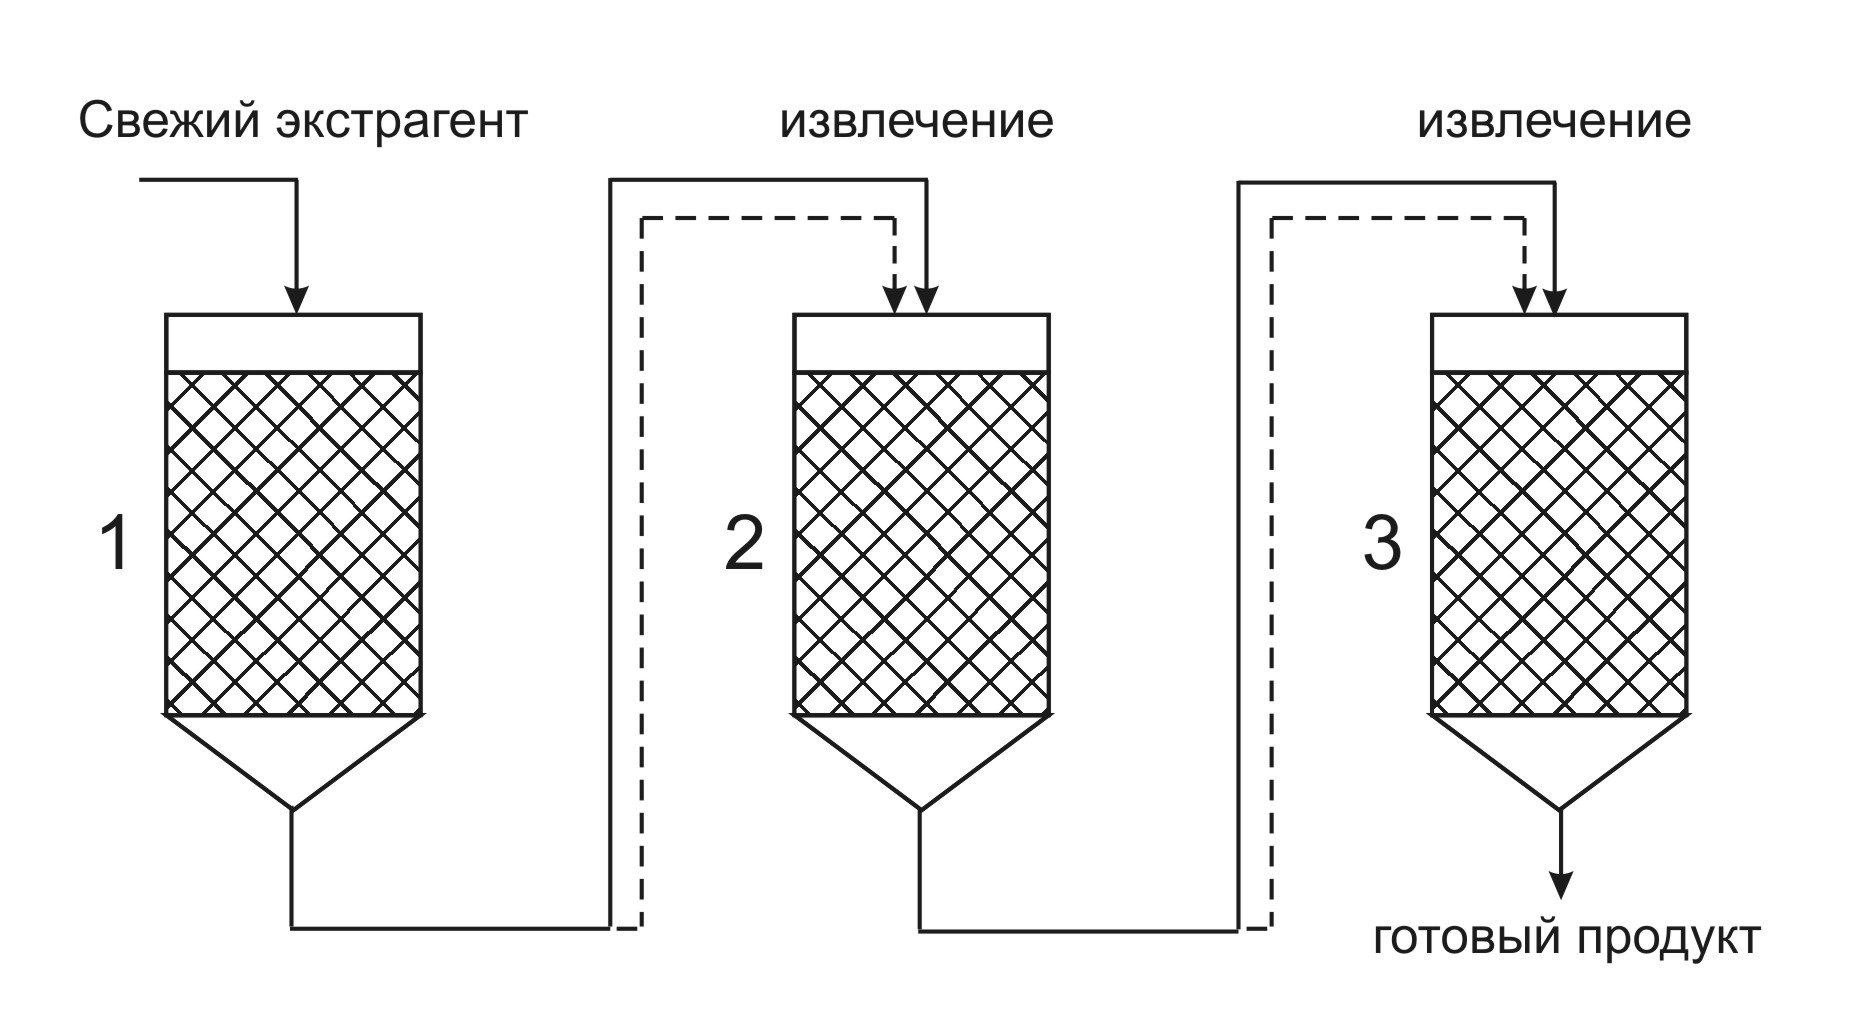 Свежий экстрагент
извлечение
извлечение
1
2
3
готовый продукт